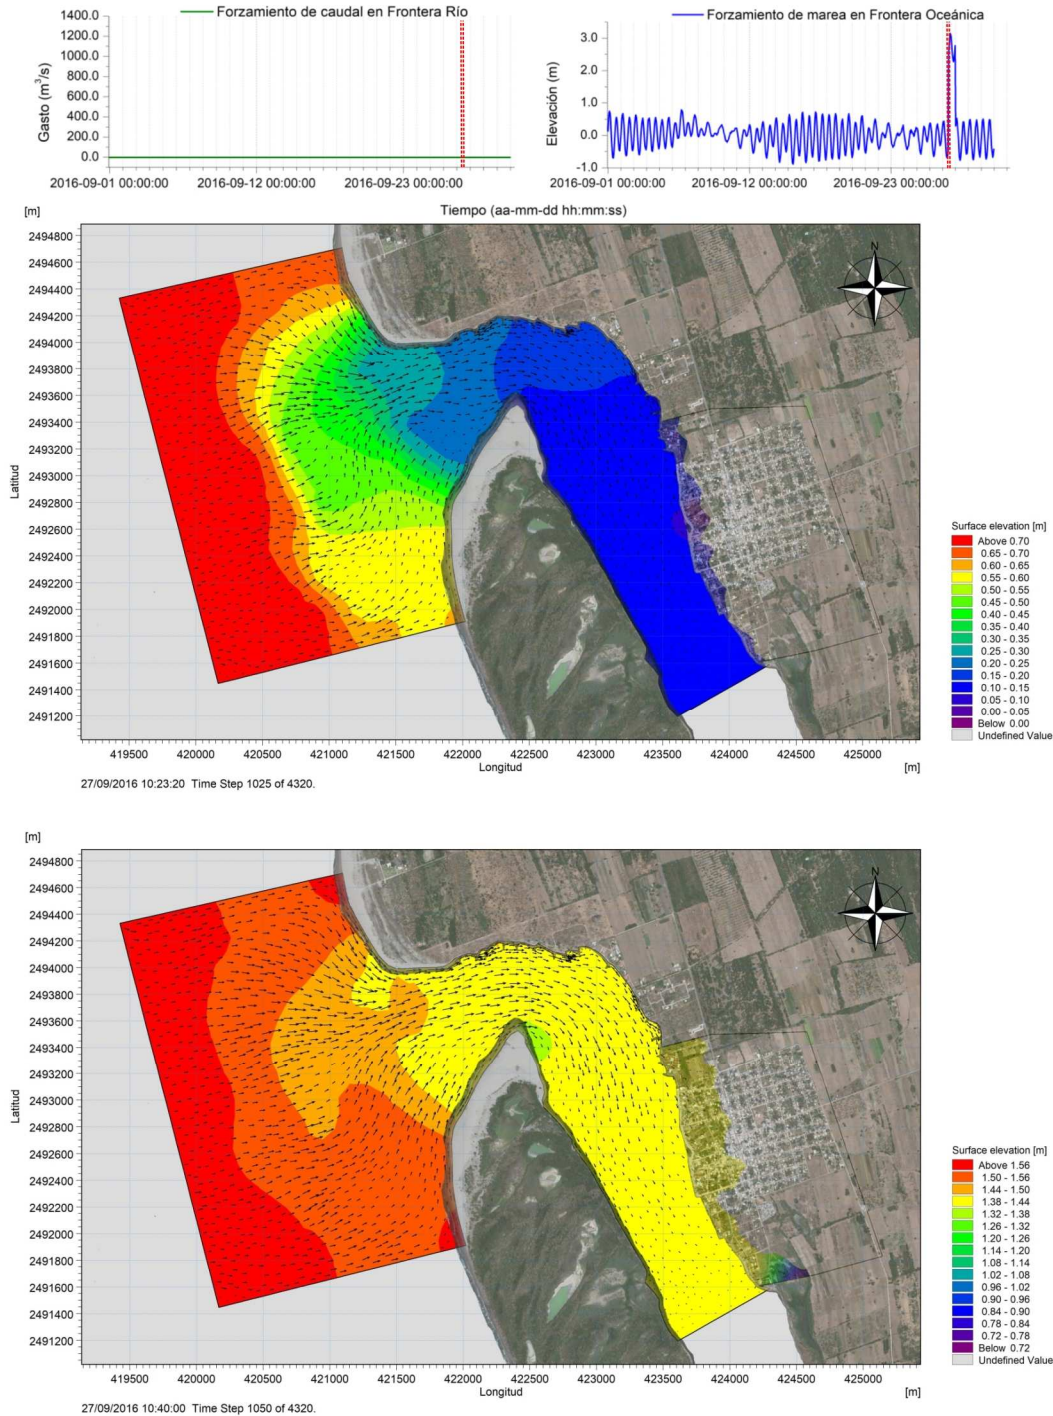 Forzamiento de caudal en Frontera Río
1400.0
1200.0
1000.0
800.0
600.0
400.0
200.0
0.0
Gasto (m³/s)
2016-09-01 00:00:00 2016-09-12 00:00:00 2016-09-23 00:00:00
Forzamiento de marea en Frontera Oceánica
3.0
2.0
1.0
0.0
-1.0
Elevación (m)
2016-09-01 00:00:00 2016-09-12 00:00:00 2016-09-23 00:00:00
Tiempo (aa-mm-dd hh:mm:ss)
[m]
2494800
2494600
2494400
2494200
2494000
2493800
2493600
2493400
2493200
2493000
2492800
2492600
2492400
2492200
2492000
2491800
2491600
2491400
2491200
Latitud
N
419500 420000 420500 421000 421500 422000 422500 423000 423500 424000 424500 425000
Longitud
[m]
Surface elevation [m]
Above 0.70
0.65 - 0.70
0.60 - 0.65
0.55 - 0.60
0.50 - 0.55
0.45 - 0.50
0.40 - 0.45
0.35 - 0.40
0.30 - 0.35
0.25 - 0.30
0.20 - 0.25
0.15 - 0.20
0.10 - 0.15
0.05 - 0.10
0.00 - 0.05
Below 0.00
Undefined Value
27/09/2016 10:23:20 Time Step 1025 of 4320.
[m]
2494800
2494600
2494400
2494200
2494000
2493800
2493600
2493400
2493200
2493000
2492800
2492600
2492400
2492200
2492000
2491800
2491600
2491400
2491200
Latitud
N
419500 420000 420500 421000 421500 422000 422500 423000 423500 424000 424500 425000
Longitud
[m]
Surface elevation [m]
Above 1.56
1.50 - 1.56
1.44 - 1.50
1.38 - 1.44
1.32 - 1.38
1.26 - 1.32
1.20 - 1.26
1.14 - 1.20
1.08 - 1.14
1.02 - 1.08
0.96 - 1.02
0.90 - 0.96
0.84 - 0.90
0.78 - 0.84
0.72 - 0.78
Below 0.72
Undefined Value
27/09/2016 10:40:00 Time Step 1050 of 4320.